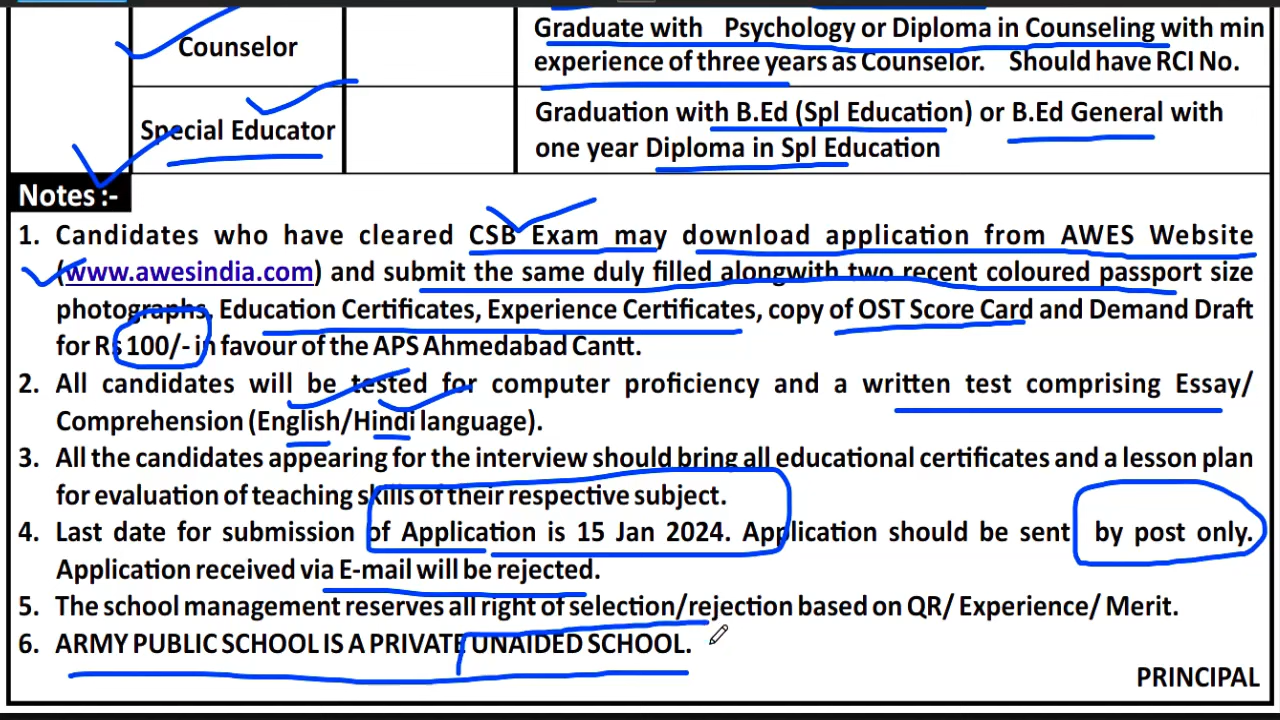 Graduate with Psychology or Diploma in Counseling with min
Counselor
experience of three years as Counselor. Should have RCI No.
Graduation with B.Ed (Spl Education) or B.Ed General with
Special Educator
one year Diploma in Spl Education
Notes :-
1. Candidates who have cleared CSB Exam may download application from AWES Website
(www.awesindia.com) and submit the same duly filled alongwith two recent coloured passport size
photographs, Education Certificates, Experience Certificates, copy of OST Score Card and Demand Draft
for Rs 100/- in favour of the APS Ahmedabad Cantt.
2. All candidates will be tested for computer proficiency and a written test comprising Essay/
Comprehension (English/Hindi language).
3. All the candidates appearing for the interview should bring all educational certificates and a lesson plan
for evaluation of teaching skills of their respective subject.
4. Last date for submission of Application is 15 Jan 2024. Application should be sent by post only.
Application received via E-mail will be rejected.
5. The school management reserves all right of selection/rejection based on QR/ Experience/ Merit.
6. ARMY PUBLIC SCHOOL IS A PRIVATE UNAIDED SCHOOL.
PRINCIPAL